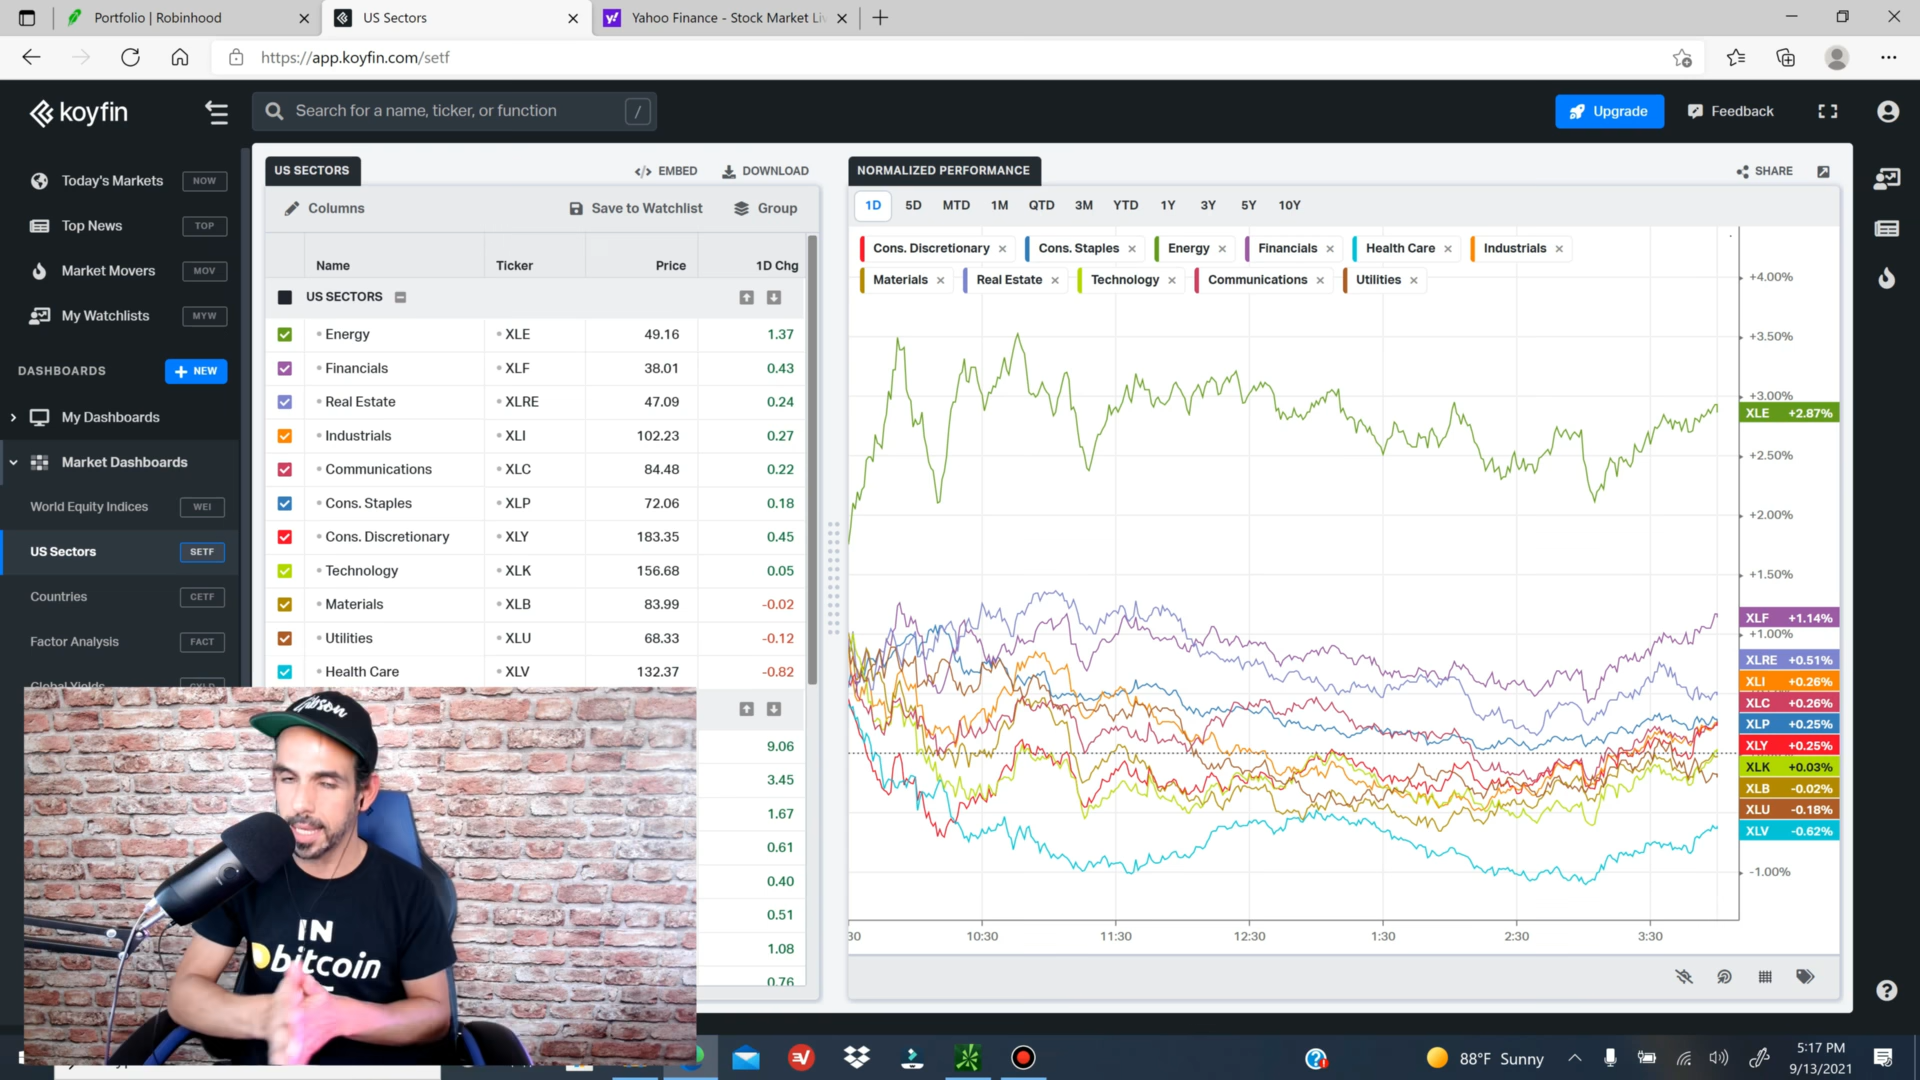 Portfolio | Robinhood
US Sectors
Yahoo Finance - Stock Market Li
https://app.koyfin.com/setf
koyfin
Search for a name, ticker, or function
/
Upgrade
Feedback
Today's Markets NOW
Top News TOP
Market Movers MOV
My Watchlists MYW
DASHBOARDS
+ NEW
My Dashboards
Market Dashboards
World Equity Indices WEI
US Sectors SETF
Countries CETF
Factor Analysis FACT
US SECTORS
</> EMBED
DOWNLOAD
Columns
Save to Watchlist
Group
Name Ticker Price 1D Chg
US SECTORS
Energy XLE 49.16 1.37
Financials XLF 38.01 0.43
Real Estate XLRE 47.09 0.24
Industrials XLI 102.23 0.27
Communications XLC 84.48 0.22
Cons. Staples XLP 72.06 0.18
Cons. Discretionary XLY 183.35 0.45
Technology XLK 156.68 0.05
Materials XLB 83.99 -0.02
Utilities XLU 68.33 -0.12
Health Care XLV 132.37 -0.82
9.06
3.45
1.67
0.61
0.40
0.51
1.08
0.76
NORMALIZED PERFORMANCE
SHARE
1D 5D MTD 1M QTD 3M YTD 1Y 3Y 5Y 10Y
Cons. Discretionary Cons. Staples Energy Financials Health Care Industrials
Materials Real Estate Technology Communications Utilities
+4.00%
+3.50%
+3.00%
XLE +2.87%
+2.50%
+2.00%
+1.50%
XLF +1.14%
+1.00%
XLRE +0.51%
XLI +0.26%
XLC +0.26%
XLP +0.25%
XLY +0.25%
XLK +0.03%
XLB -0.02%
XLU -0.18%
XLV -0.62%
-1.00%
30 10:30 11:30 12:30 1:30 2:30 3:30
IN
bitcoin
88°F Sunny
5:17 PM
9/13/2021